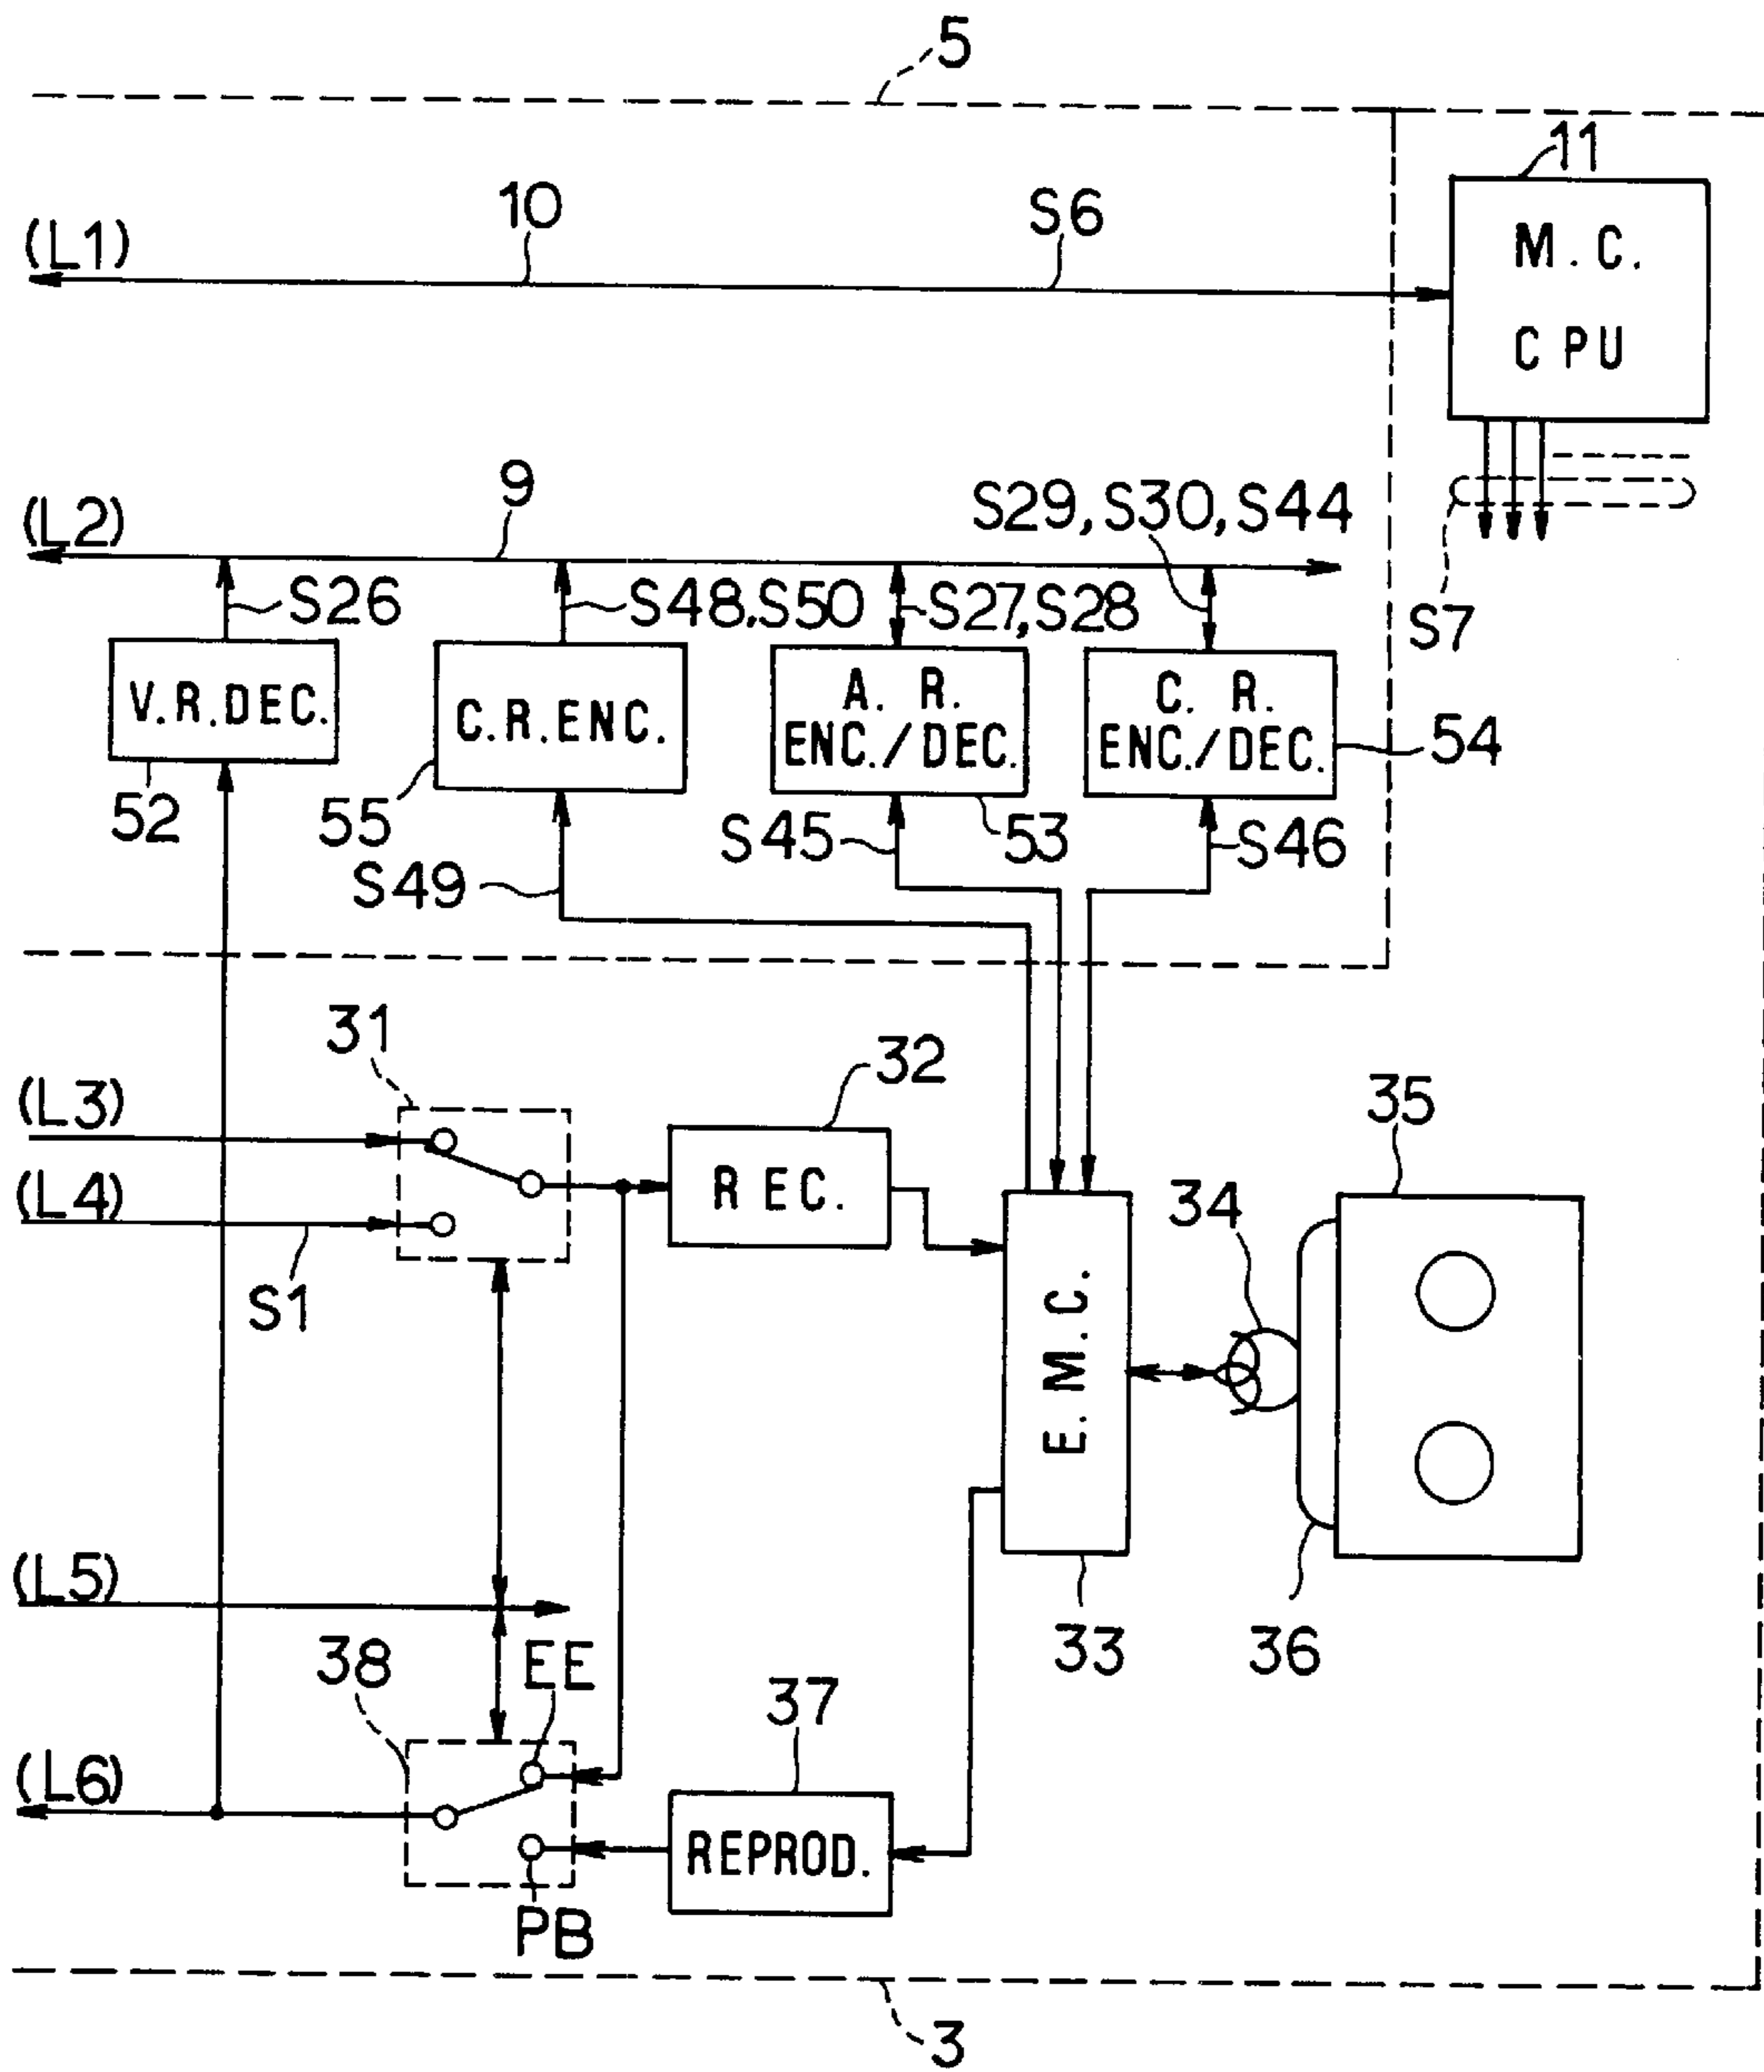 5
11
(L1)
10
S6
M.C.
CPU
(L2)
9
S29, S30, S44
S26
S48, S50
S27, S28
S7
V.R.DEC.
C.R.ENC.
A. R.
ENC./DEC.
C. R.
ENC./DEC.
54
52
55
S45
53
S46
S49
31
32
35
(L3)
(L4)
REC.
34
S1
E.M.C.
(L5)
38
EE
33
36
37
(L6)
REPROD.
PB
3